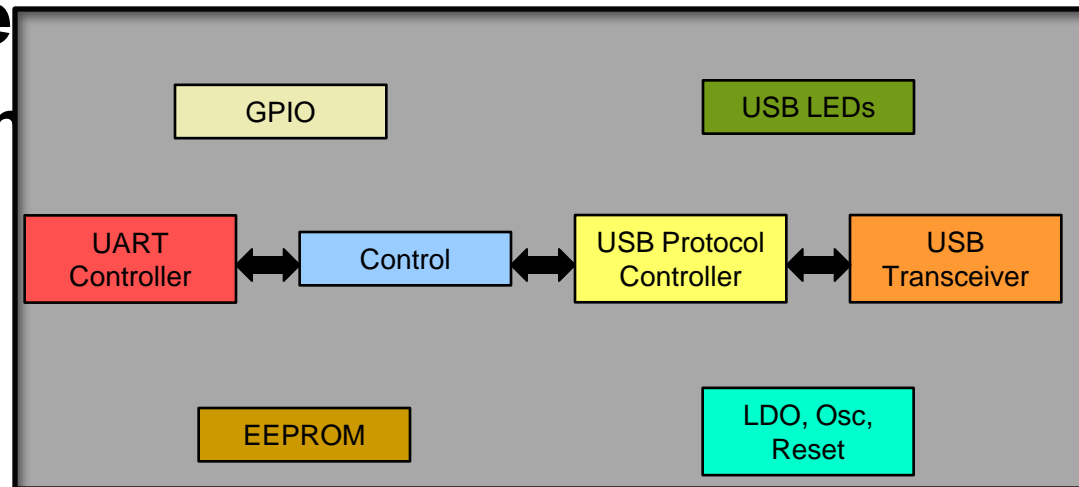 GPIO
USB LEDs
UART
Controller
Control
USB Protocol
Controller
USB
Transceiver
EEPROM
LDO, Osc,
Reset